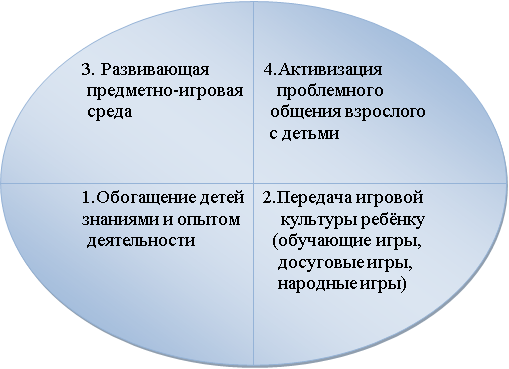 3. Развивающая
предметно-игровая
среда
4.Активизация
проблемного
общения взрослого
с детьми
1.Обогащение детей
знаниями и опытом
деятельности
2.Передача игровой
культуры ребёнку
(обучающие игры,
досуговые игры,
народные игры)